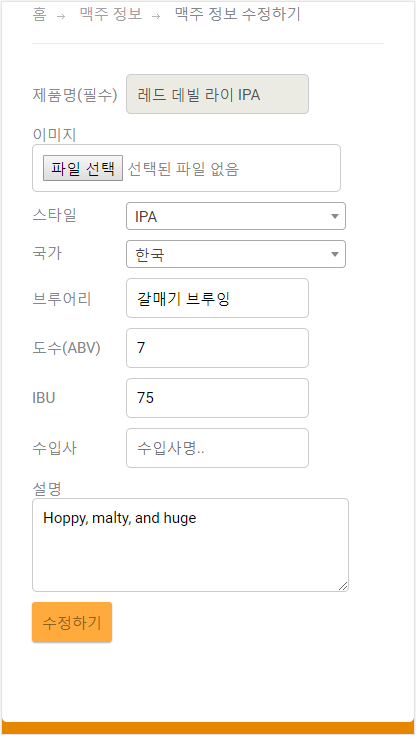 홈 → 맥주 정보 → 맥주 정보 수정하기
제품명(필수) 레드 데빌 라이 IPA
이미지
파일 선택 선택된 파일 없음
스타일 IPA
국가 한국
브루어리 갈매기 브루잉
도수(ABV) 7
IBU 75
수입사 수입사명..
설명
Hoppy, malty, and huge
수정하기